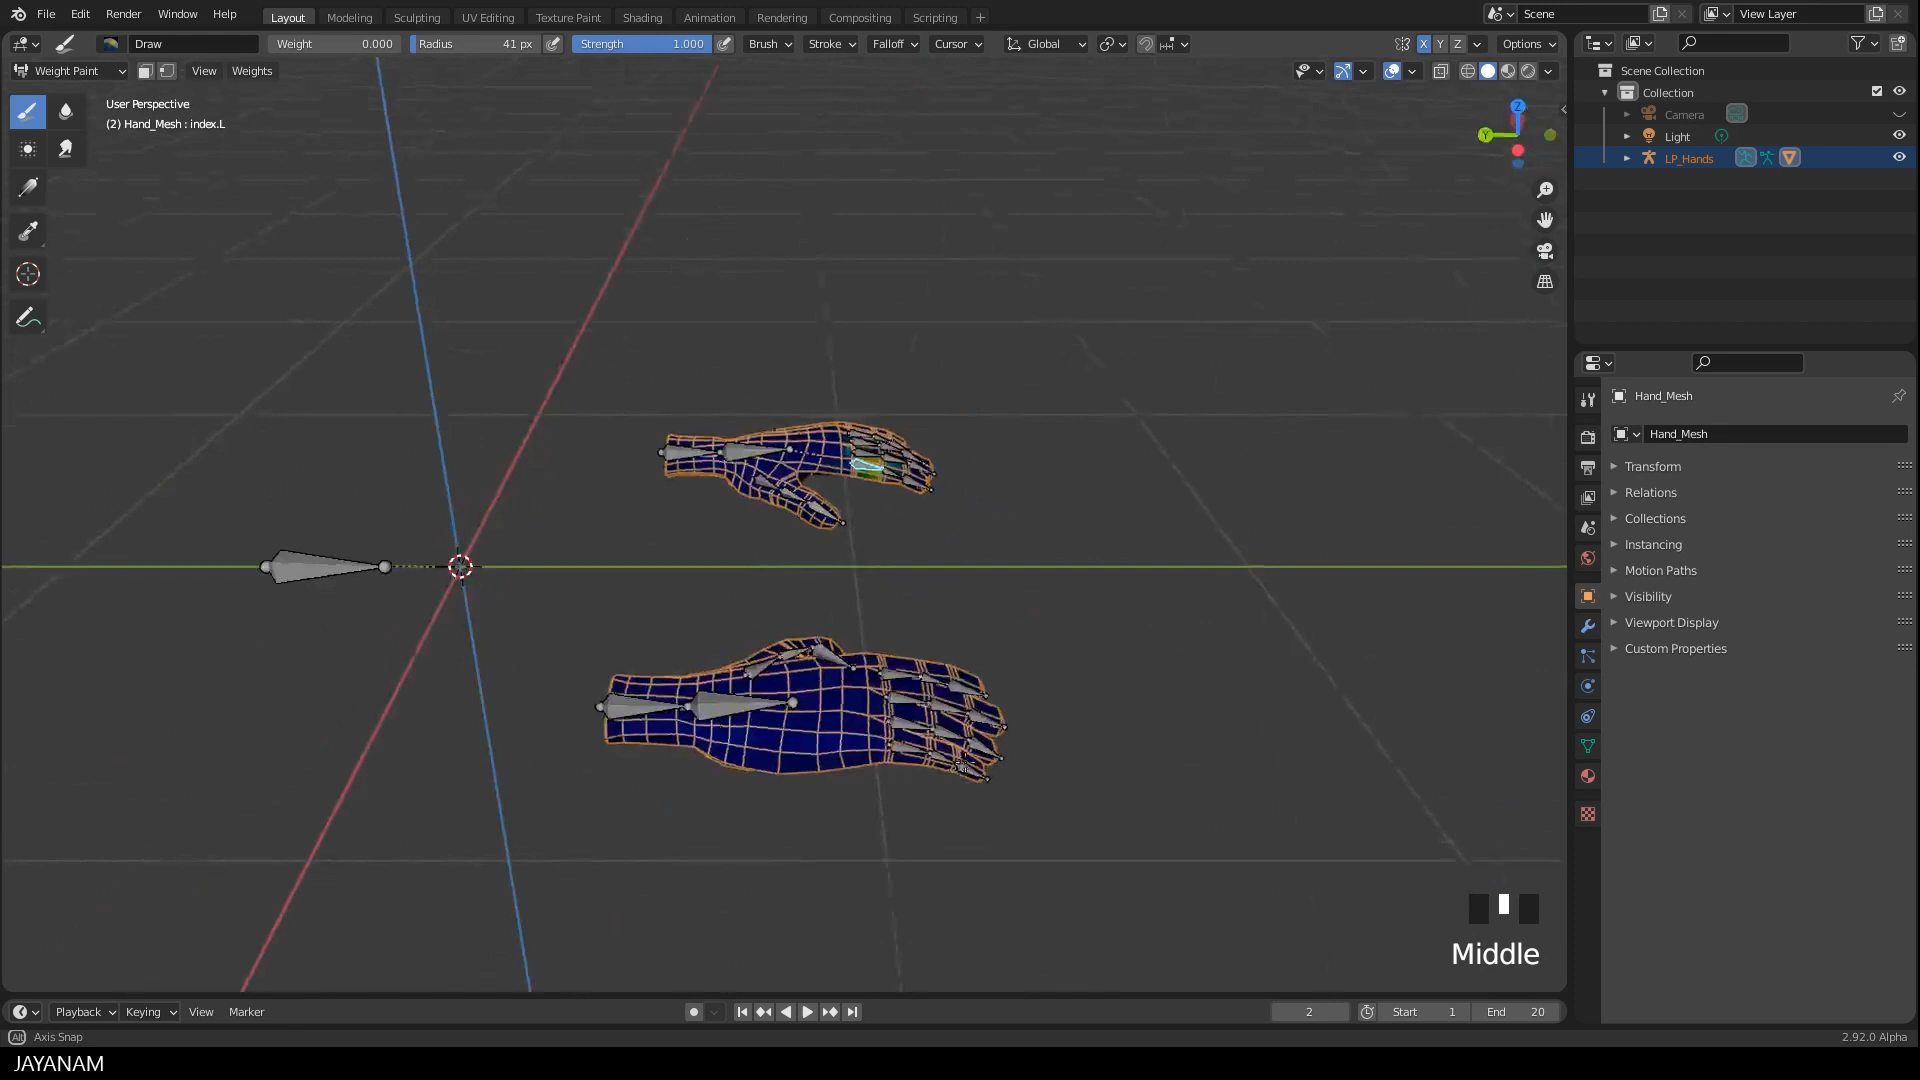 File Edit Render Window Help
Layout Modeling Sculpting UV Editing Texture Paint Shading Animation Rendering Compositing Scripting +
Scene View Layer
Draw Weight 0.000 Radius 41 px Strength 1.000 Brush Stroke Falloff Cursor Global X Y Z Options
Weight Paint View Weights
User Perspective
(2) Hand_Mesh : index.L
Z
Y
Scene Collection
Collection
Camera
Light
LP_Hands
Hand_Mesh
Hand_Mesh
Transform
Relations
Collections
Instancing
Motion Paths
Visibility
Viewport Display
Custom Properties
Middle
Playback Keying View Marker 2 Start 1 End 20
Alt Axis Snap 2.92.0 Alpha
JAYANAM